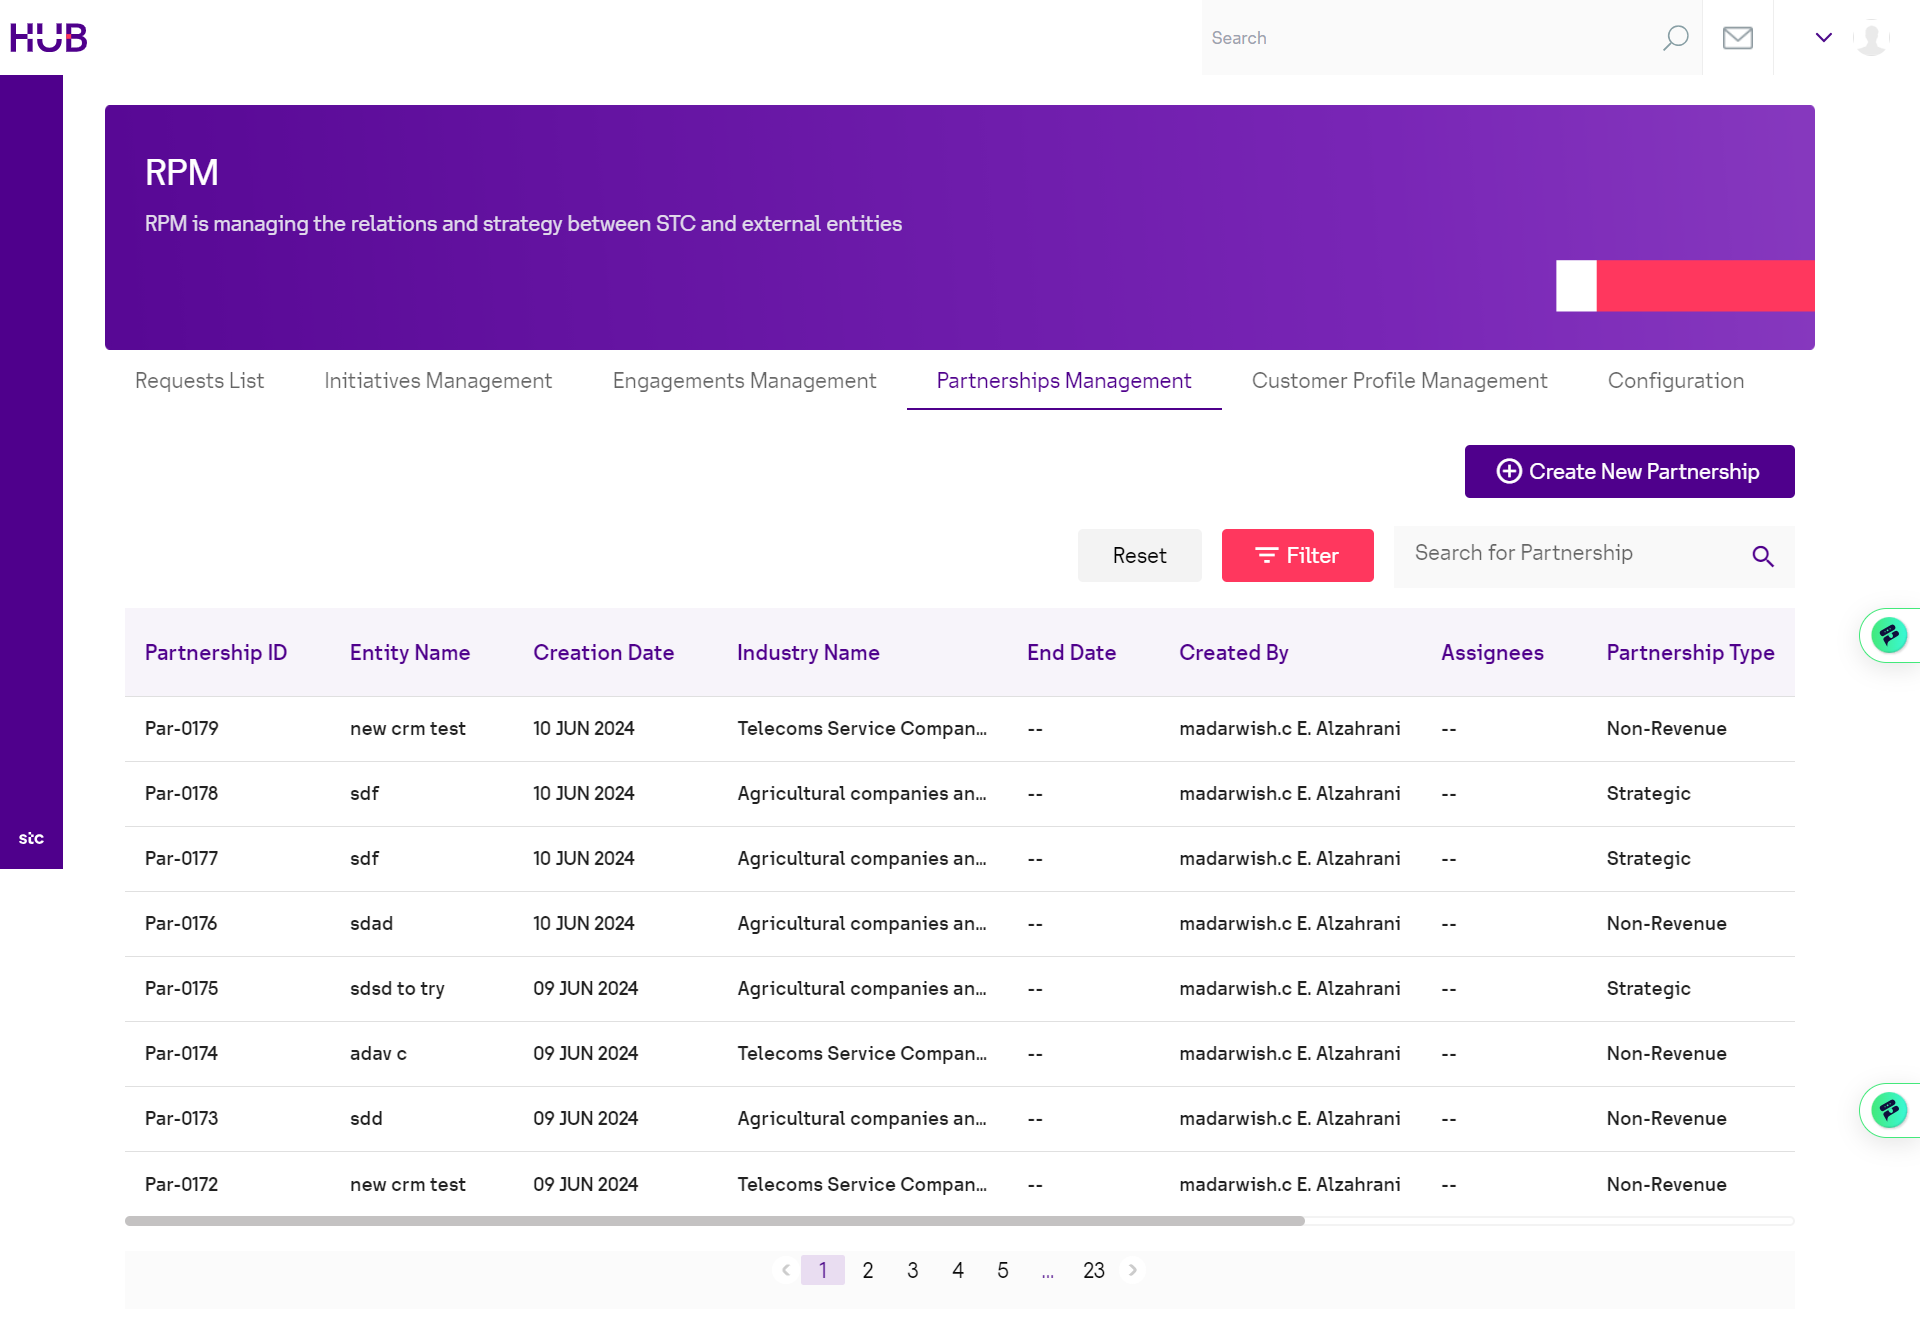 HUB
Search
RPM
RPM is managing the relations and strategy between STC and external entities
Requests List Initiatives Management Engagements Management Partnerships Management Customer Profile Management Configuration
Create New Partnership
Reset Filter Search for Partnership
Partnership ID Entity Name Creation Date Industry Name End Date Created By Assignees Partnership Type
Par-0179 new crm test 10 JUN 2024 Telecoms Service Compan... -- madarwish.c E. Alzahrani -- Non-Revenue
Par-0178 sdf 10 JUN 2024 Agricultural companies an... -- madarwish.c E. Alzahrani -- Strategic
stc
Par-0177 sdf 10 JUN 2024 Agricultural companies an... -- madarwish.c E. Alzahrani -- Strategic
Par-0176 sdad 10 JUN 2024 Agricultural companies an... -- madarwish.c E. Alzahrani -- Non-Revenue
Par-0175 sdsd to try 09 JUN 2024 Agricultural companies an... -- madarwish.c E. Alzahrani -- Strategic
Par-0174 adav c 09 JUN 2024 Telecoms Service Compan... -- madarwish.c E. Alzahrani -- Non-Revenue
Par-0173 sdd 09 JUN 2024 Agricultural companies an... -- madarwish.c E. Alzahrani -- Non-Revenue
Par-0172 new crm test 09 JUN 2024 Telecoms Service Compan... -- madarwish.c E. Alzahrani -- Non-Revenue
1 2 3 4 5 ... 23